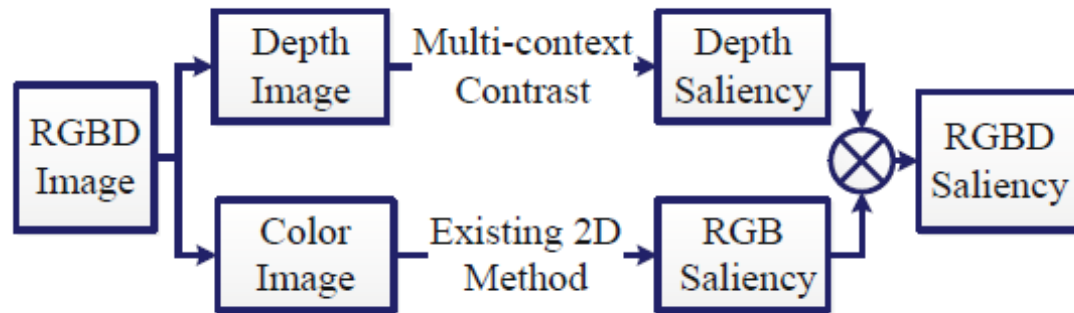 RGBD
Image
Depth
Image
Multi-context
Contrast
Depth
Saliency
Color
Image
Existing 2D
Method
RGB
Saliency
RGBD
Saliency